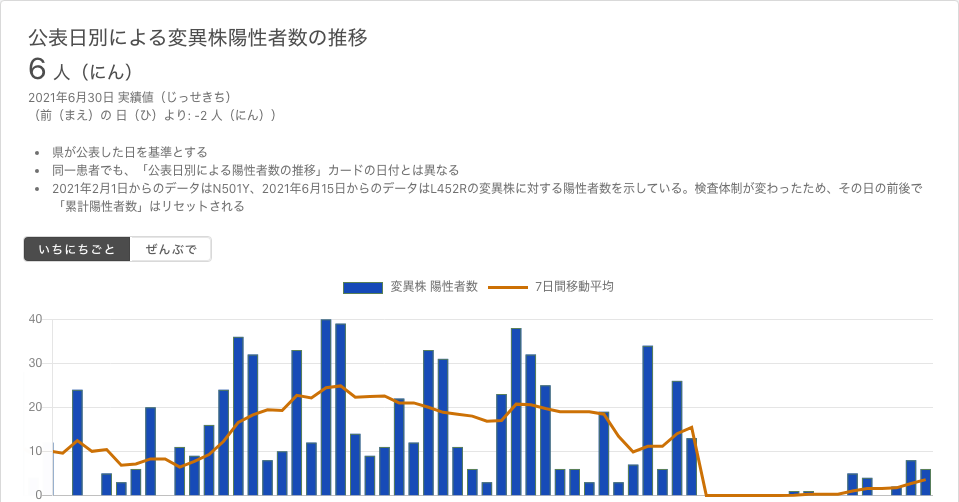 公表日別による変異株陽性者数の推移
6 人（にん）
2021年6月30日 実績値（じっせきち）
（前（まえ）の 日（ひ）より: -2 人（にん））
• 県が公表した日を基準とする
• 同一患者でも、「公表日別による陽性者数の推移」カードの日付とは異なる
• 2021年2月1日からのデータはN501Y、2021年6月15日からのデータはL452Rの変異株に対する陽性者数を示している。検査体制が変わったため、その日の前後で
「累計陽性者数」はリセットされる
いちにちごと ぜんぶで
変異株 陽性者数 7日間移動平均
40
30
20
10
0